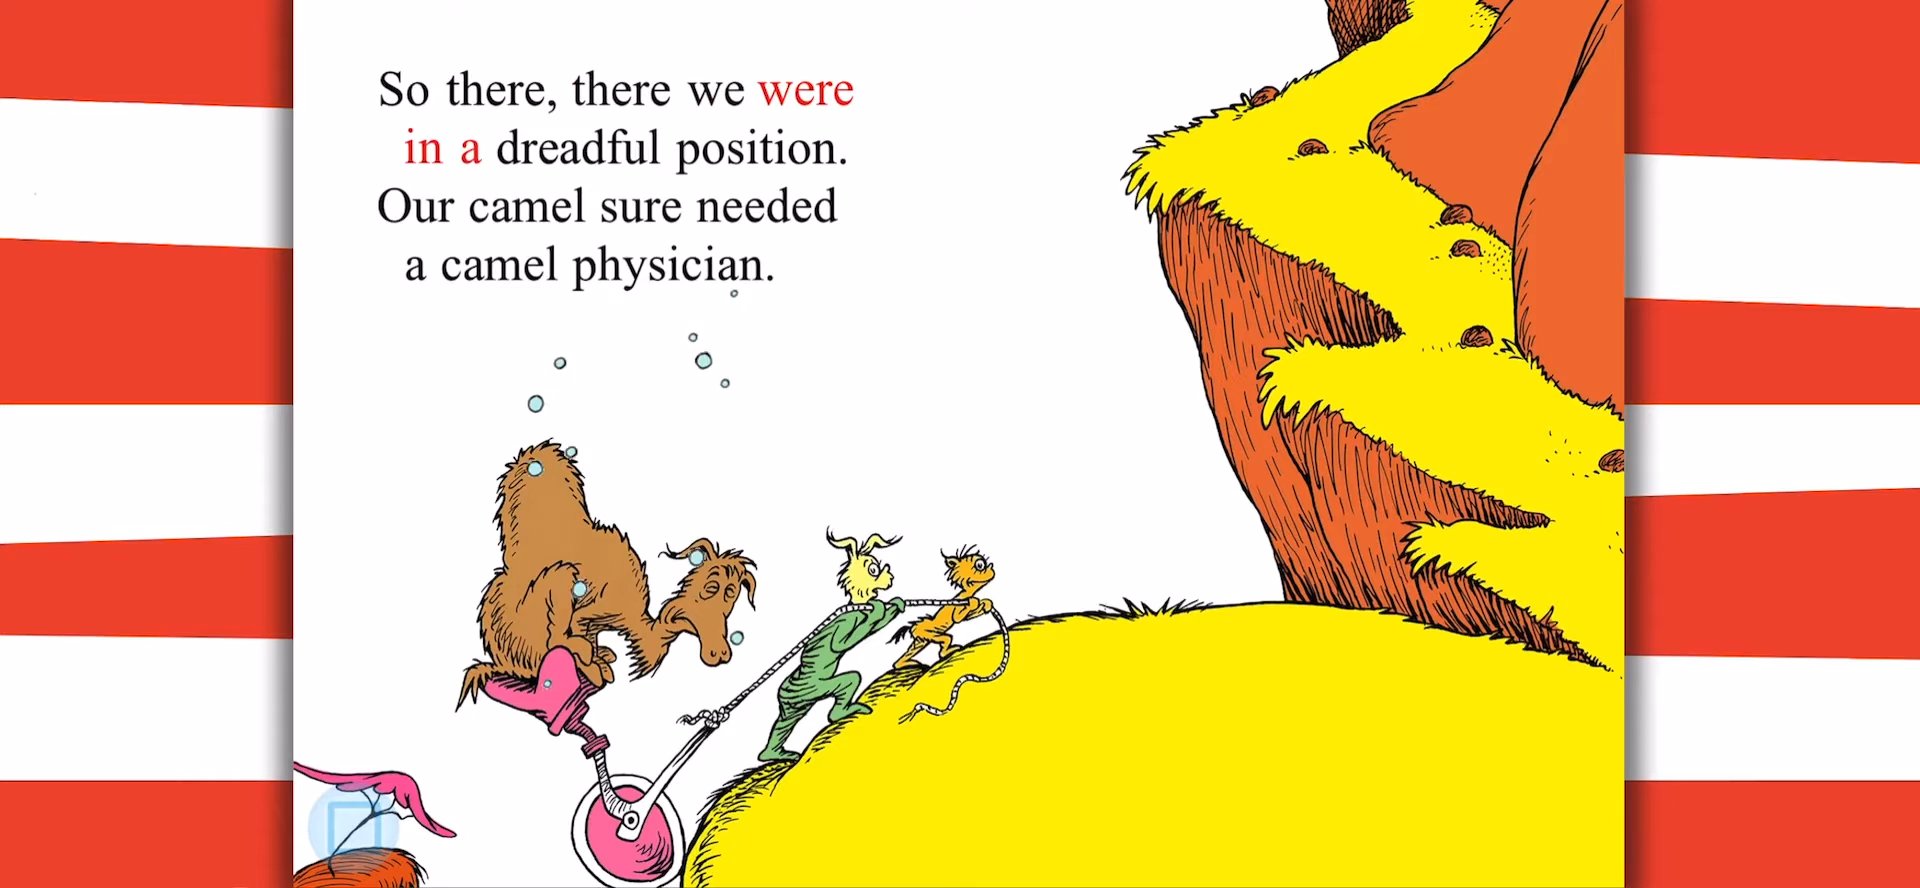 So there, there we were
in a dreadful position.
Our camel sure needed
a camel physician.